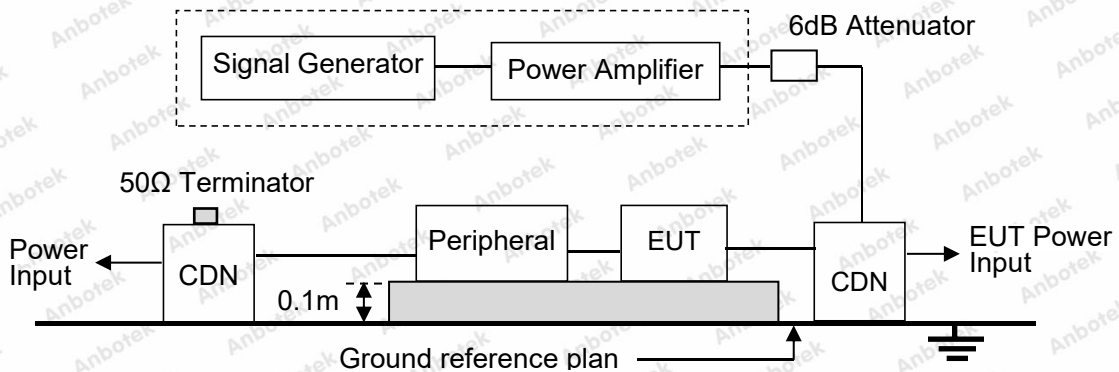 6dB Attenuator
Signal Generator
Power Amplifier
50Ω Terminator
Power
Input
CDN
Peripheral
EUT
CDN
EUT Power
Input
0.1m
Ground reference plan
Anbotek